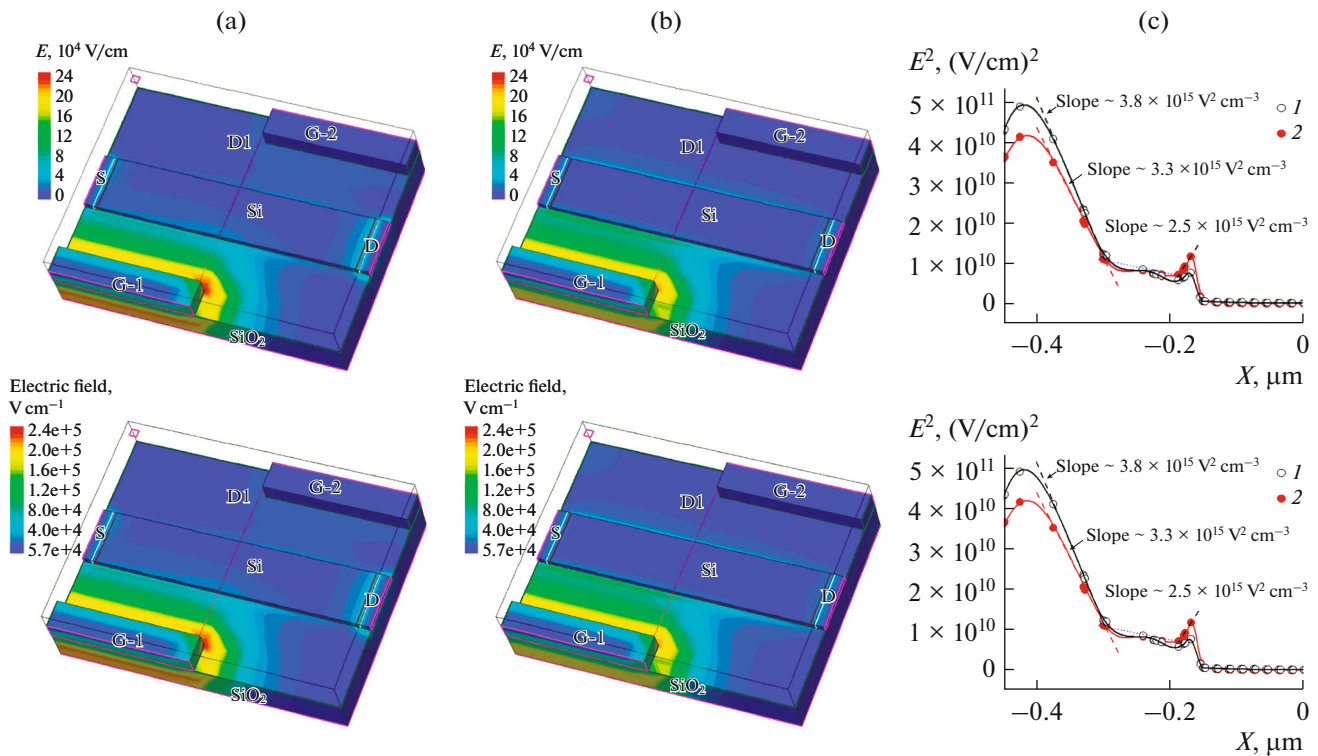 (a)
E, 10⁴ V/cm
24
20
16
12
8
4
0
D1
G-2
S
Si
D
G-1
SiO₂
(b)
E, 10⁴ V/cm
24
20
16
12
8
4
0
D1
G-2
S
Si
D
G-1
SiO₂
(c)
E², (V/cm)²
5 × 10¹¹
4 × 10¹⁰
3 × 10¹⁰
2 × 10¹⁰
1 × 10¹⁰
0
Slope ~ 3.8 × 10¹⁵ V² cm⁻³
Slope ~ 3.3 ×10¹⁵ V² cm⁻³
Slope ~ 2.5 × 10¹⁵ V² cm⁻³
1
2
−0.4
−0.2
0
X, μm
Electric field,
V cm⁻¹
2.4e+5
2.0e+5
1.6e+5
1.2e+5
8.0e+4
4.0e+4
5.7e+4
D1
G-2
S
Si
D
G-1
SiO₂
Electric field,
V cm⁻¹
2.4e+5
2.0e+5
1.6e+5
1.2e+5
8.0e+4
4.0e+4
5.7e+4
D1
G-2
S
Si
D
G-1
SiO₂
E², (V/cm)²
5 × 10¹¹
4 × 10¹⁰
3 × 10¹⁰
2 × 10¹⁰
1 × 10¹⁰
0
Slope ~ 3.8 × 10¹⁵ V² cm⁻³
Slope ~ 3.3 × 10¹⁵ V² cm⁻³
Slope ~ 2.5 × 10¹⁵ V² cm⁻³
1
2
−0.4
−0.2
0
X, μm